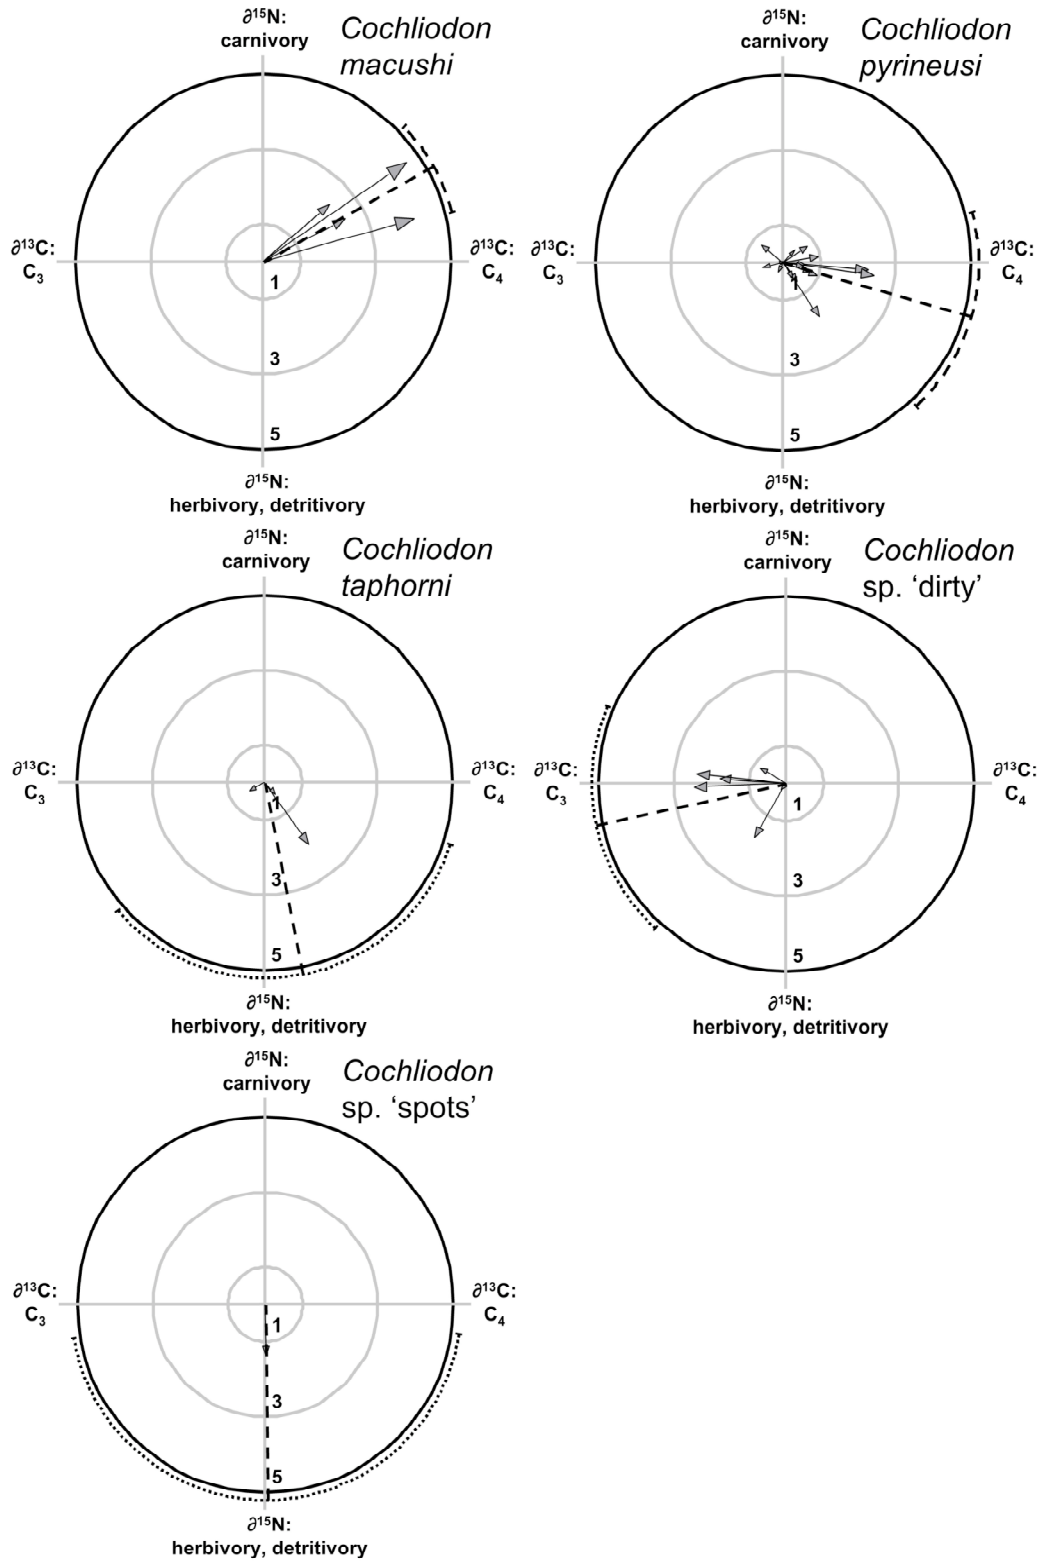 ∂¹⁵N:
carnivory
Cochliodon
macushi
∂¹³C:
C₃
∂¹³C:
C₄
1
3
5
∂¹⁵N:
herbivory, detritivory
∂¹⁵N:
carnivory
Cochliodon
pyrineusi
∂¹³C:
C₃
∂¹³C:
C₄
1
3
5
∂¹⁵N:
herbivory, detritivory
∂¹⁵N:
carnivory
Cochliodon
taphorni
∂¹³C:
C₃
∂¹³C:
C₄
1
3
5
∂¹⁵N:
herbivory, detritivory
∂¹⁵N:
carnivory
Cochliodon
sp. ‘dirty’
∂¹³C:
C₃
∂¹³C:
C₄
1
3
5
∂¹⁵N:
herbivory, detritivory
∂¹⁵N:
carnivory
Cochliodon
sp. ‘spots’
∂¹³C:
C₃
∂¹³C:
C₄
1
3
5
∂¹⁵N:
herbivory, detritivory